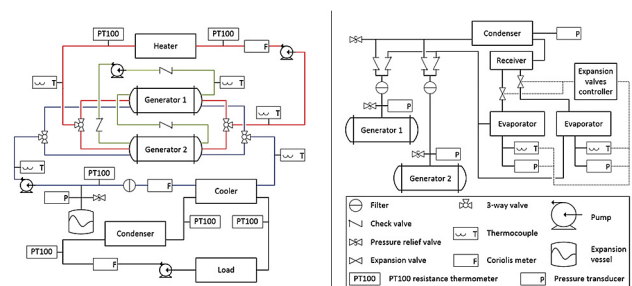 PT100
Heater
PT100
F
T
T
T
Generator 1
Generator 2
T
T
PT100
P
F
Cooler
Condenser
PT100
PT100
PT100
F
Load
Condenser
P
Receiver
Expansion
valves
controller
P
Generator 1
P
Generator 2
Evaporator
Evaporator
T
P
T
P
Filter
3-way valve
Pump
Check valve
T
Thermocouple
Pressure relief valve
Expansion valve
F
Coriolis meter
Expansion
vessel
PT100
PT100 resistance thermometer
P
Pressure transducer